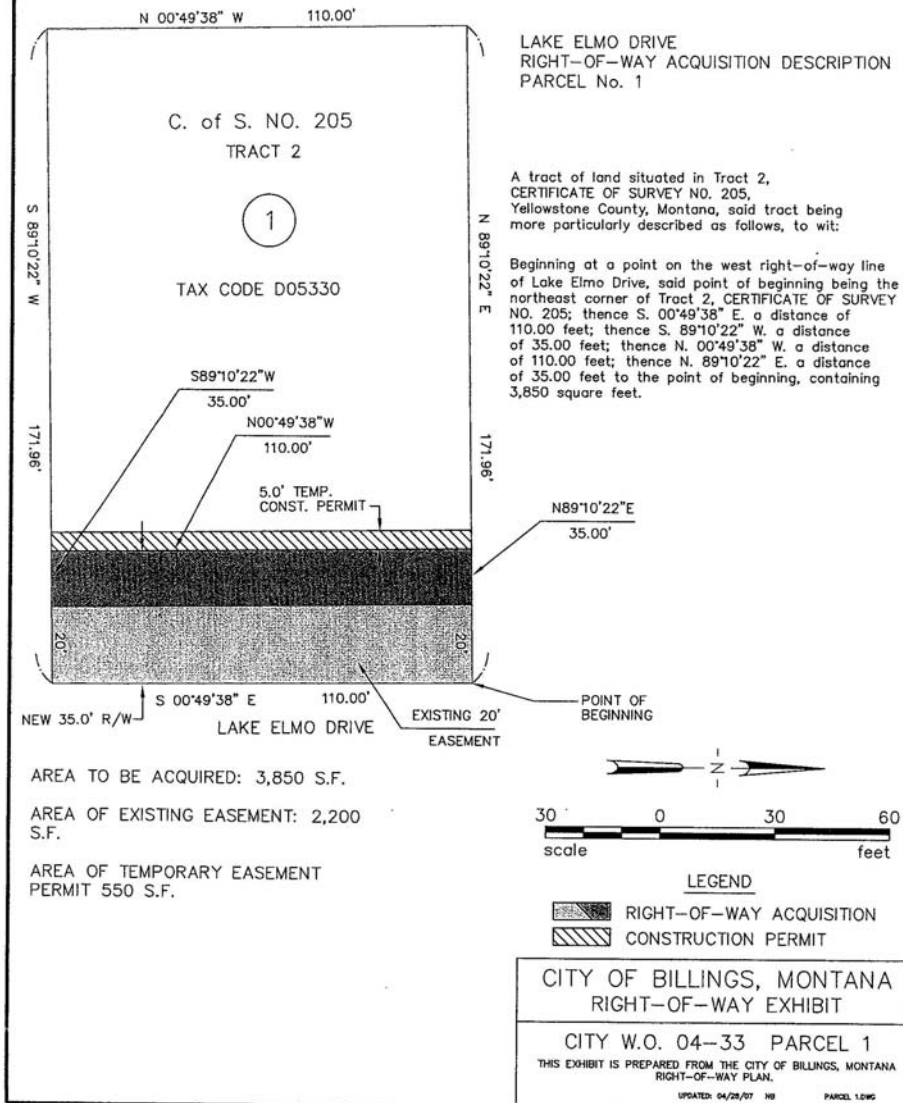 N 00°49'38" W 110.00'
LAKE ELMO DRIVE
RIGHT-OF-WAY ACQUISITION DESCRIPTION
PARCEL No. 1
C. of S. NO. 205
TRACT 2
1
TAX CODE D05330
S 89°10'22" W
171.96'
N 89°10'22" E
171.96'
A tract of land situated in Tract 2,
CERTIFICATE OF SURVEY NO. 205,
Yellowstone County, Montana, said tract being
more particularly described as follows, to wit:
Beginning at a point on the west right-of-way line
of Lake Elmo Drive, said point of beginning being the
northeast corner of Tract 2, CERTIFICATE OF SURVEY
NO. 205; thence S. 00°49'38" E. a distance of
110.00 feet; thence S. 89°10'22" W. a distance
of 35.00 feet; thence N. 00°49'38" W. a distance
of 110.00 feet; thence N. 89°10'22" E. a distance
of 35.00 feet to the point of beginning, containing
3,850 square feet.
S89°10'22"W
35.00'
N00°49'38"W
110.00'
5.0' TEMP.
CONST. PERMIT
N89°10'22"E
35.00'
20'
20'
S 00°49'38" E 110.00'
NEW 35.0' R/W
LAKE ELMO DRIVE
EXISTING 20'
EASEMENT
POINT OF
BEGINNING
AREA TO BE ACQUIRED: 3,850 S.F.
AREA OF EXISTING EASEMENT: 2,200
S.F.
AREA OF TEMPORARY EASEMENT
PERMIT 550 S.F.
N
30 0 30 60
scale feet
LEGEND
RIGHT-OF-WAY ACQUISITION
CONSTRUCTION PERMIT
CITY OF BILLINGS, MONTANA
RIGHT-OF-WAY EXHIBIT
CITY W.O. 04-33 PARCEL 1
THIS EXHIBIT IS PREPARED FROM THE CITY OF BILLINGS, MONTANA
RIGHT-OF-WAY PLAN.
UPDATED: 04/26/07 NB PARCEL 1.DWG